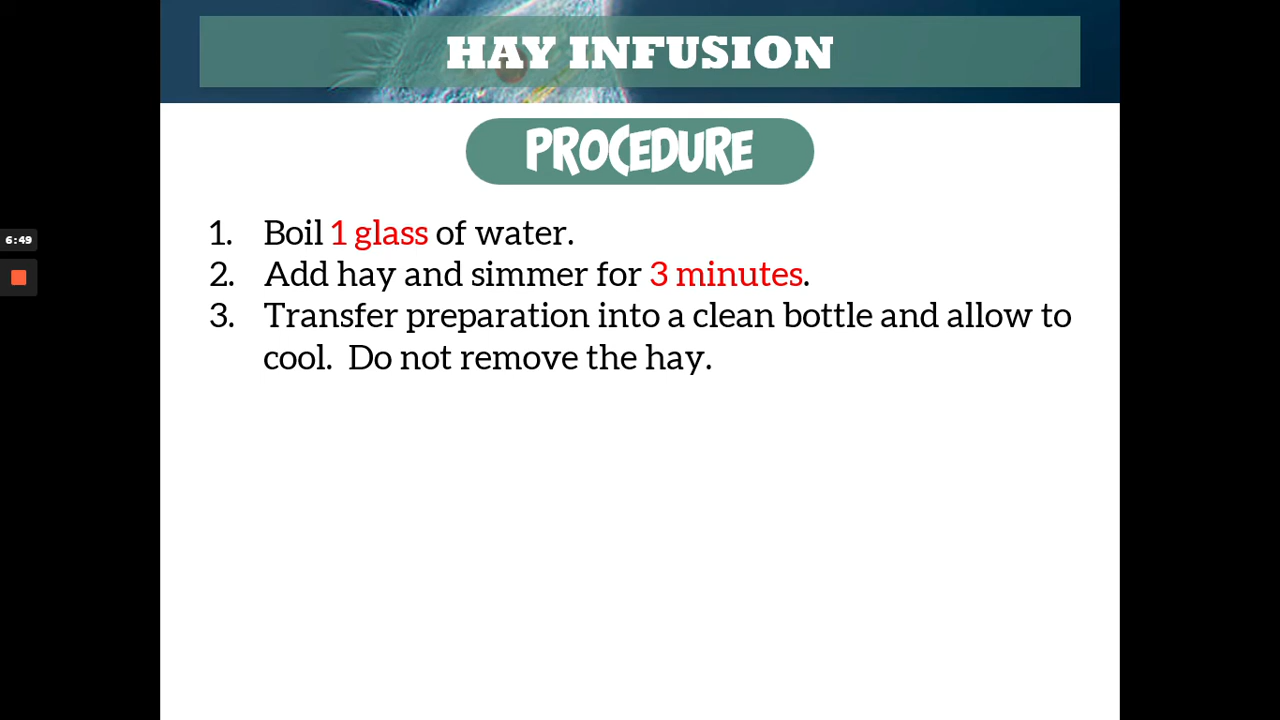 HAY INFUSION
PROCEDURE
1. Boil 1 glass of water.
2. Add hay and simmer for 3 minutes.
3. Transfer preparation into a clean bottle and allow to
cool.  Do not remove the hay.
6:49